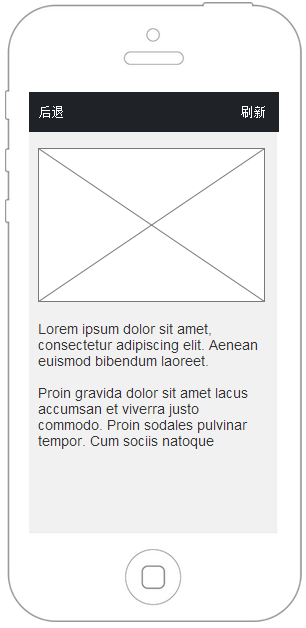 后退 刷新
Lorem ipsum dolor sit amet,
consectetur adipiscing elit. Aenean
euismod bibendum laoreet.
Proin gravida dolor sit amet lacus
accumsan et viverra justo
commodo. Proin sodales pulvinar
tempor. Cum sociis natoque